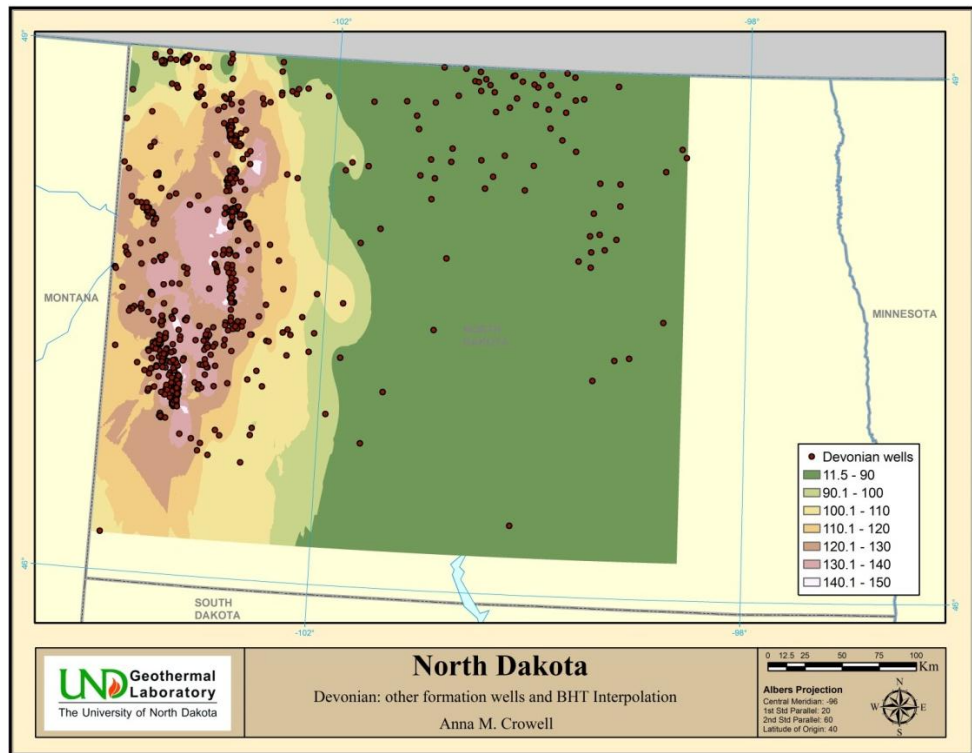 -102°
-98°
49°
49°
MONTANA
NORTH
DAKOTA
MINNESOTA
Devonian wells
11.5 - 90
90.1 - 100
100.1 - 110
110.1 - 120
120.1 - 130
130.1 - 140
140.1 - 150
46°
46°
SOUTH
DAKOTA
-102°
-98°
UND Geothermal
Laboratory
The University of North Dakota
North Dakota
Devonian: other formation wells and BHT Interpolation
Anna M. Crowell
0 12.5 25 50 75 100
Km
Albers Projection
Central Meridian: -96
1st Std Parallel: 20
2nd Std Parallel: 60
Latitude of Origin: 40
N
W E
S